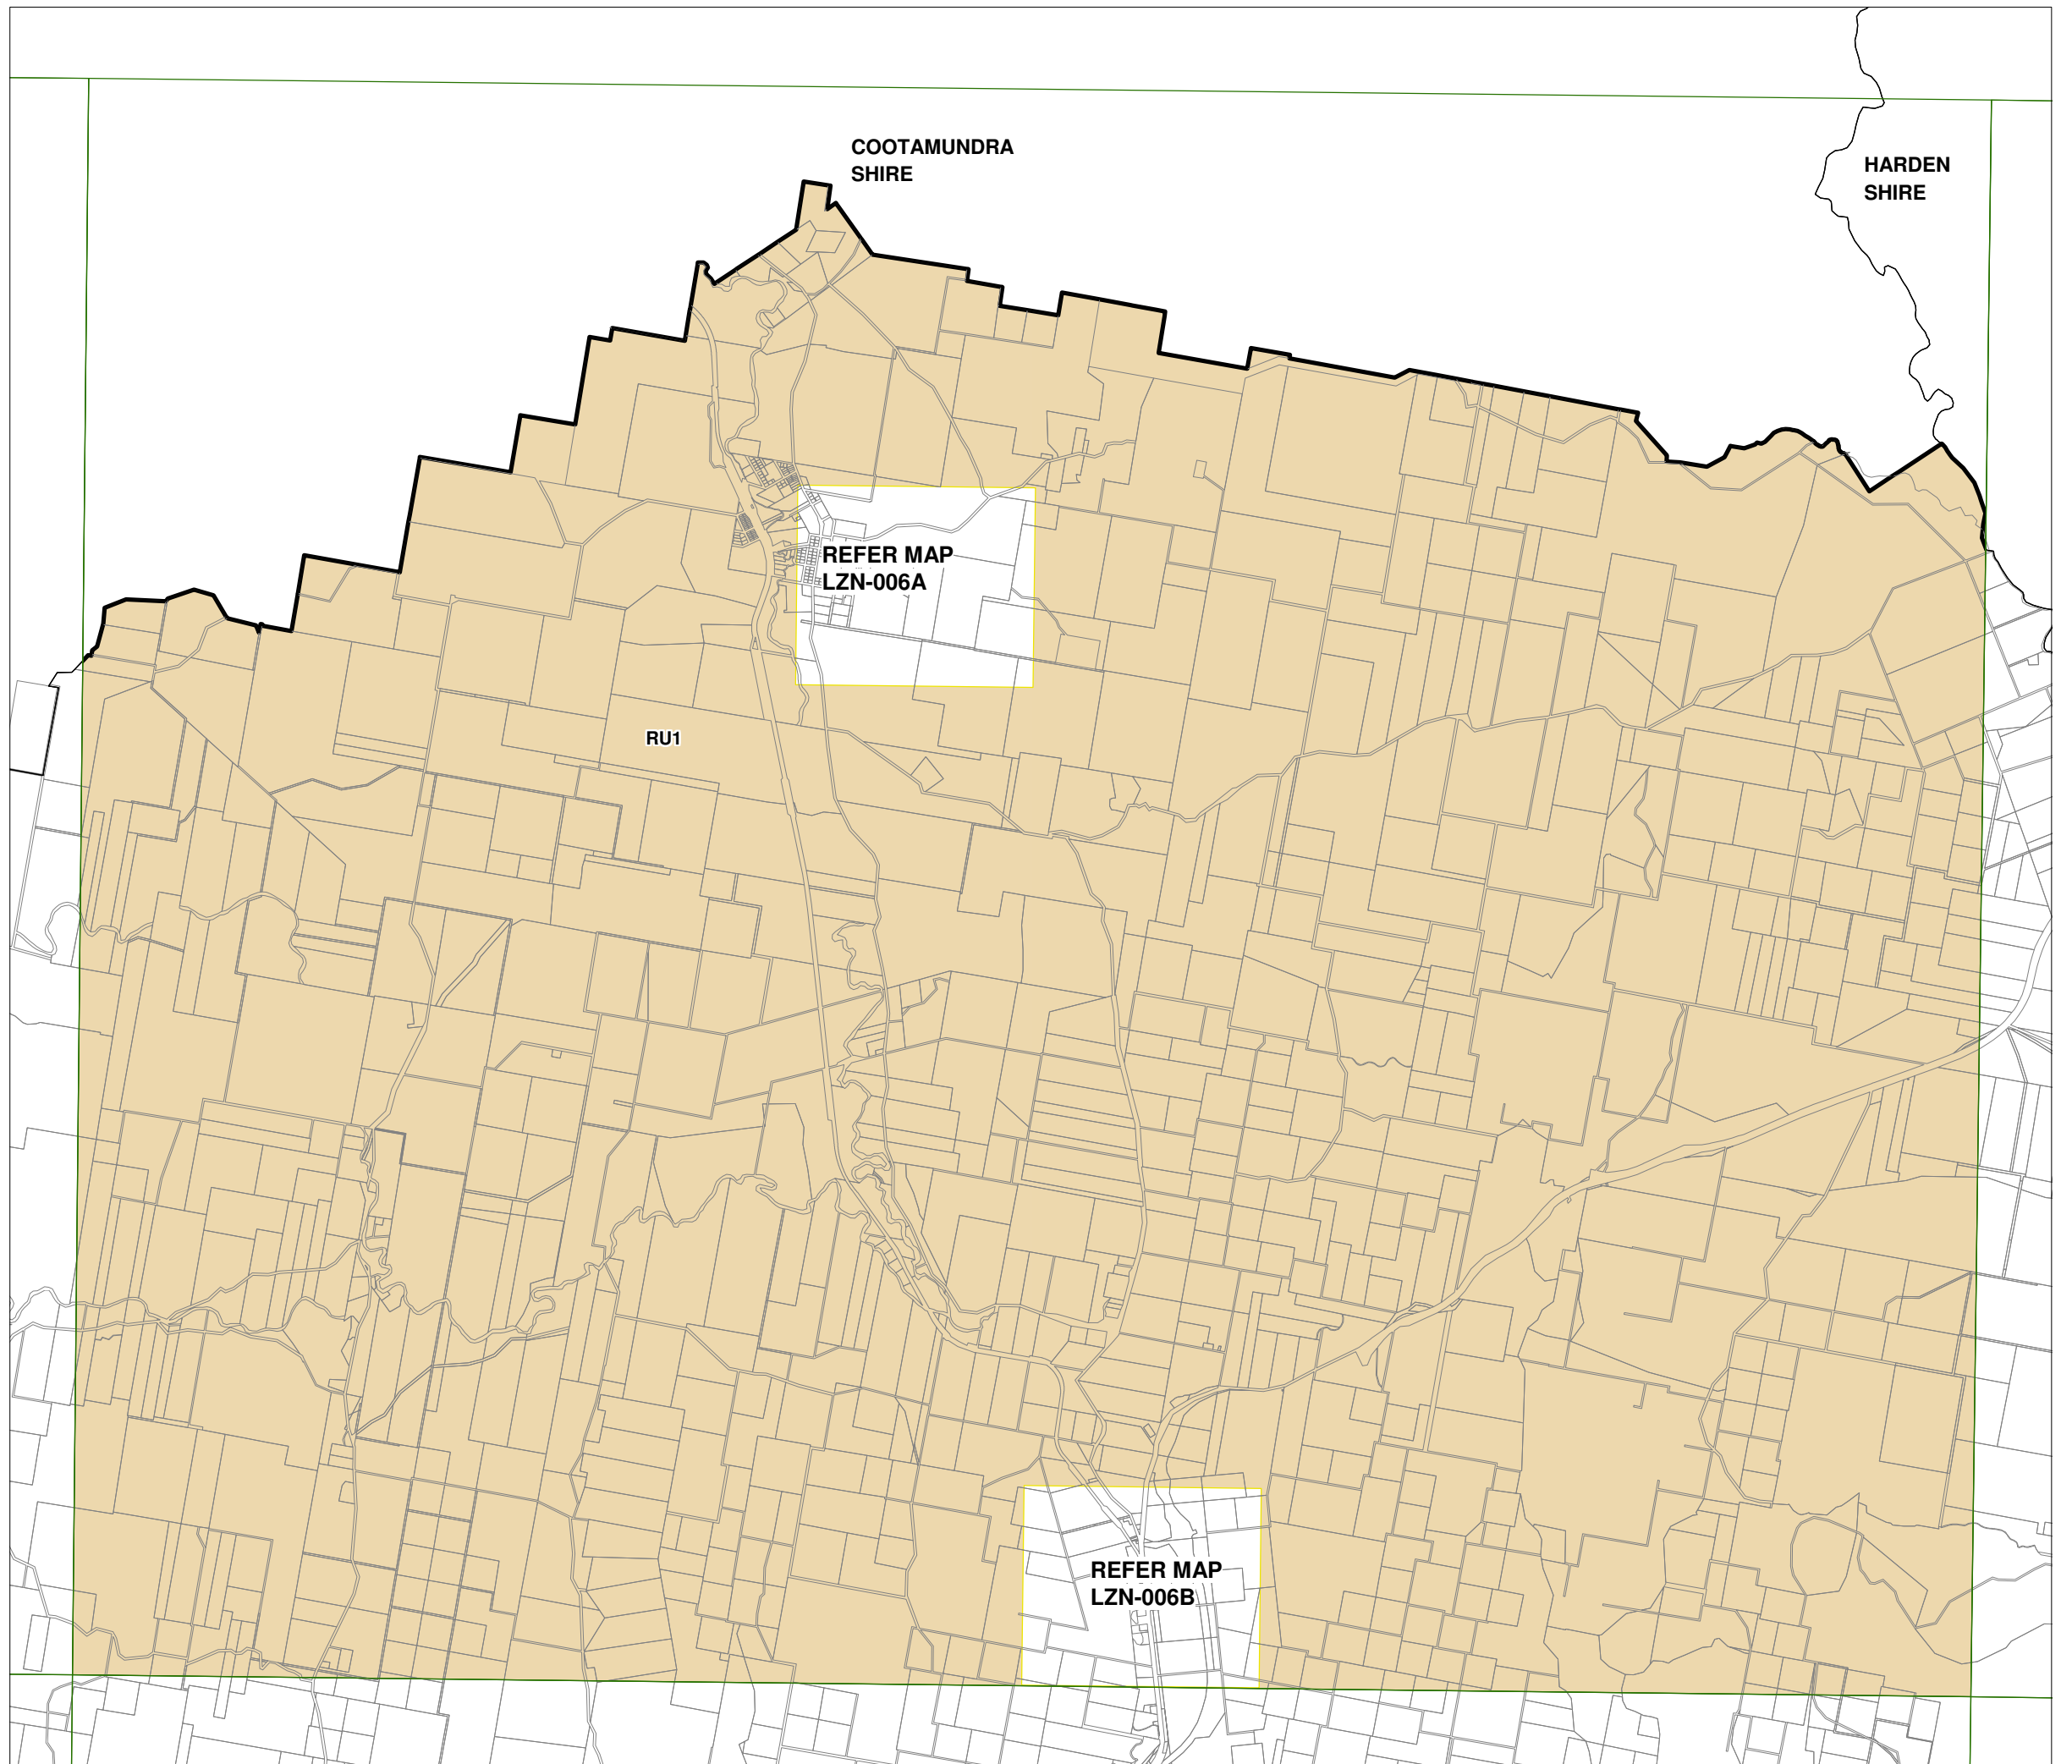 COOTAMUNDRA
SHIRE
HARDEN
SHIRE
REFER MAP
LZN-006A
RU1
REFER MAP
LZN-006B